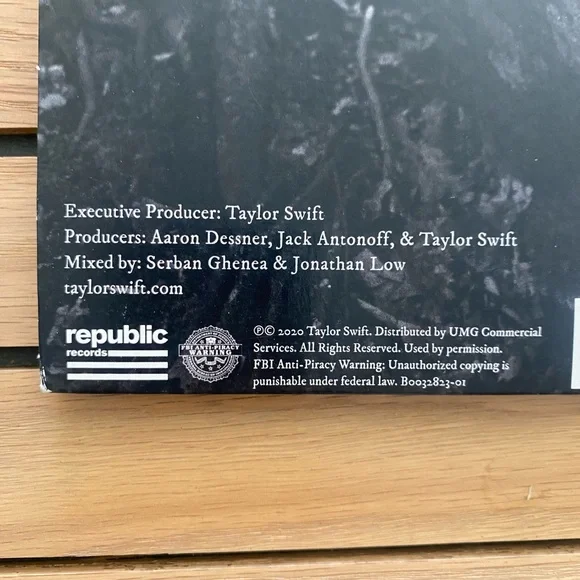 Executive Producer: Taylor Swift
Producers: Aaron Dessner, Jack Antonoff, & Taylor Swift
Mixed by: Serban Ghenea & Jonathan Low
taylorswift.com
republic
records
FBI ANTI-PIRACY
WARNING
℗© 2020 Taylor Swift. Distributed by UMG Commercial
Services. All Rights Reserved. Used by permission.
FBI Anti-Piracy Warning: Unauthorized copying is
punishable under federal law. B0032823-01